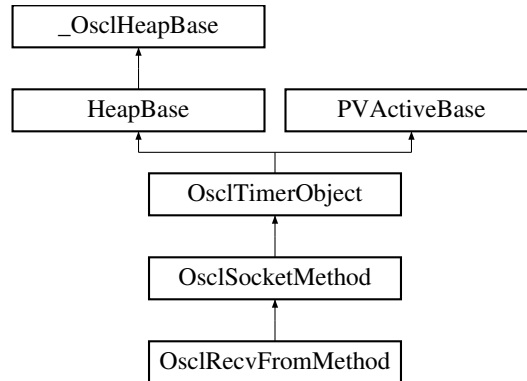 _OsclHeapBase
HeapBase
PVActiveBase
OsclTimerObject
OsclSocketMethod
OsclRecvFromMethod